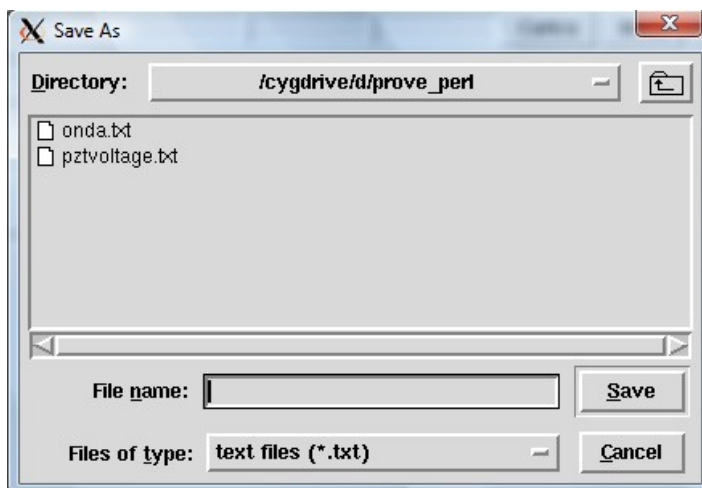 Save As
Directory: /cygdrive/d/prove_perl
onda.txt
pztvoltage.txt
File name: Save
Files of type: text files (*.txt) Cancel